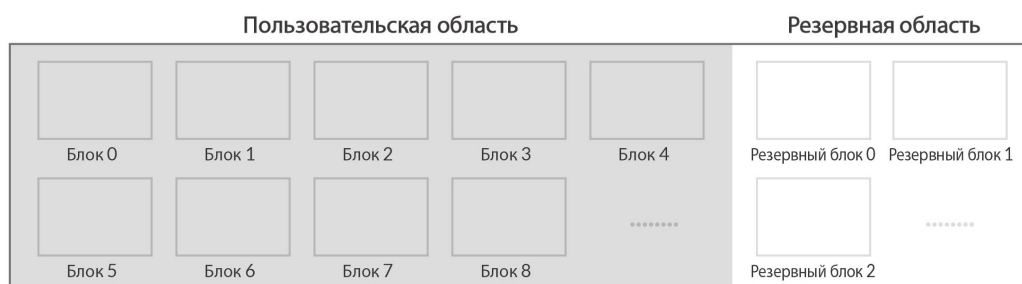 Пользовательская область Резервная область
Блок 0 Блок 1 Блок 2 Блок 3 Блок 4 Резервный блок 0 Резервный блок 1
Блок 5 Блок 6 Блок 7 Блок 8 Резервный блок 2